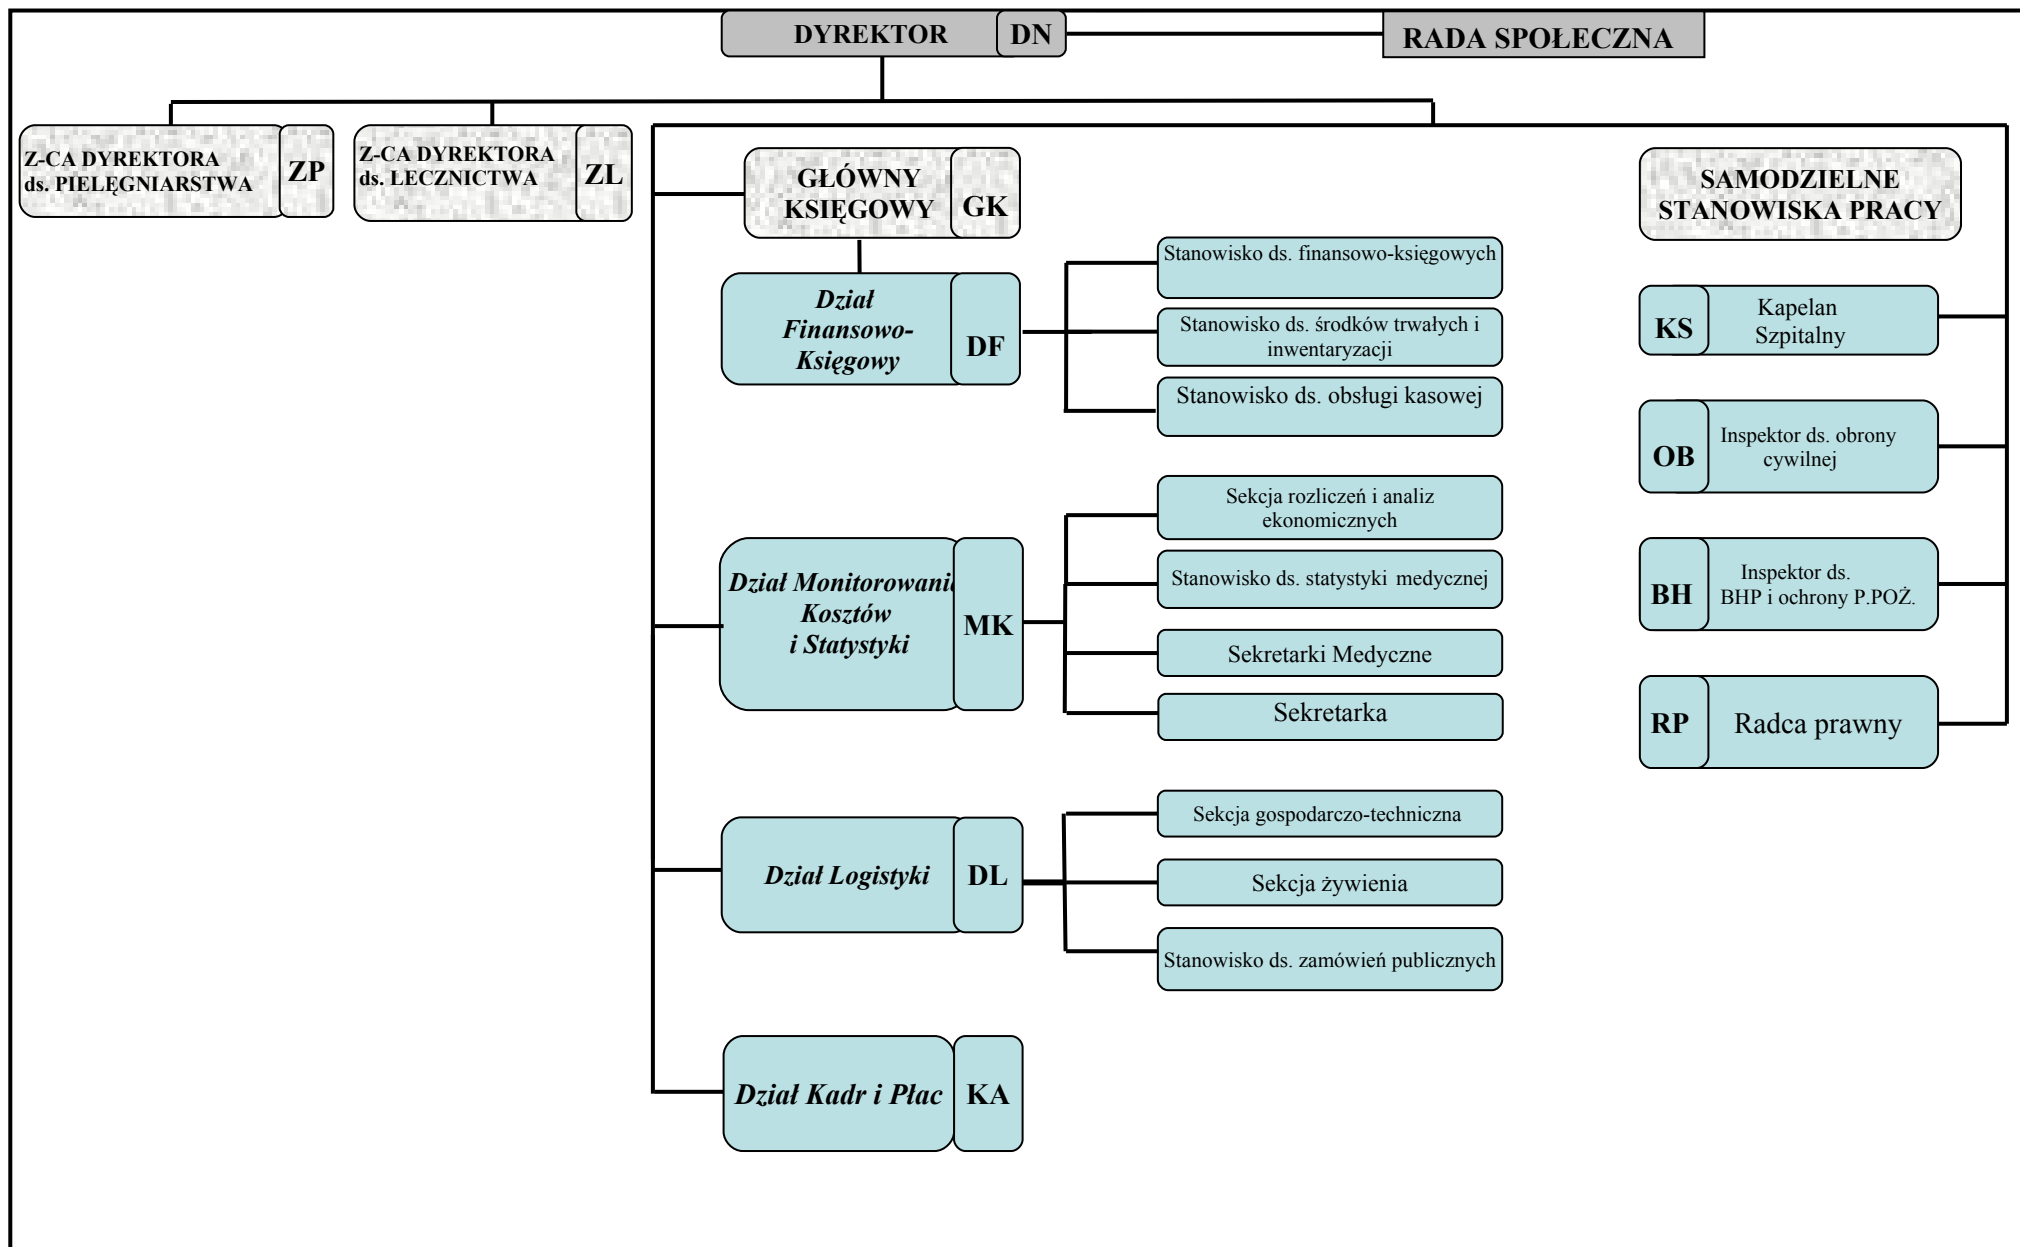 DYREKTOR DN
RADA SPOŁECZNA
Z-CA DYREKTORA
ds. PIELĘGNIARSTWA
ZP
Z-CA DYREKTORA
ds. LECZNICTWA
ZL
GŁÓWNY
KSIĘGOWY
GK
SAMODZIELNE
STANOWISKA PRACY
Dział
Finansowo-
Księgowy
DF
Stanowisko ds. finansowo-księgowych
Stanowisko ds. środków trwałych i
inwentaryzacji
Stanowisko ds. obsługi kasowej
KS
Kapelan
Szpitalny
OB
Inspektor ds. obrony
cywilnej
Dział Monitorowania
Kosztów
i Statystyki
MK
Sekcja rozliczeń i analiz
ekonomicznych
Stanowisko ds. statystyki medycznej
Sekretarki Medyczne
Sekretarka
BH
Inspektor ds.
BHP i ochrony P.POŻ.
RP
Radca prawny
Dział Logistyki
DL
Sekcja gospodarczo-techniczna
Sekcja żywienia
Stanowisko ds. zamówień publicznych
Dział Kadr i Płac
KA